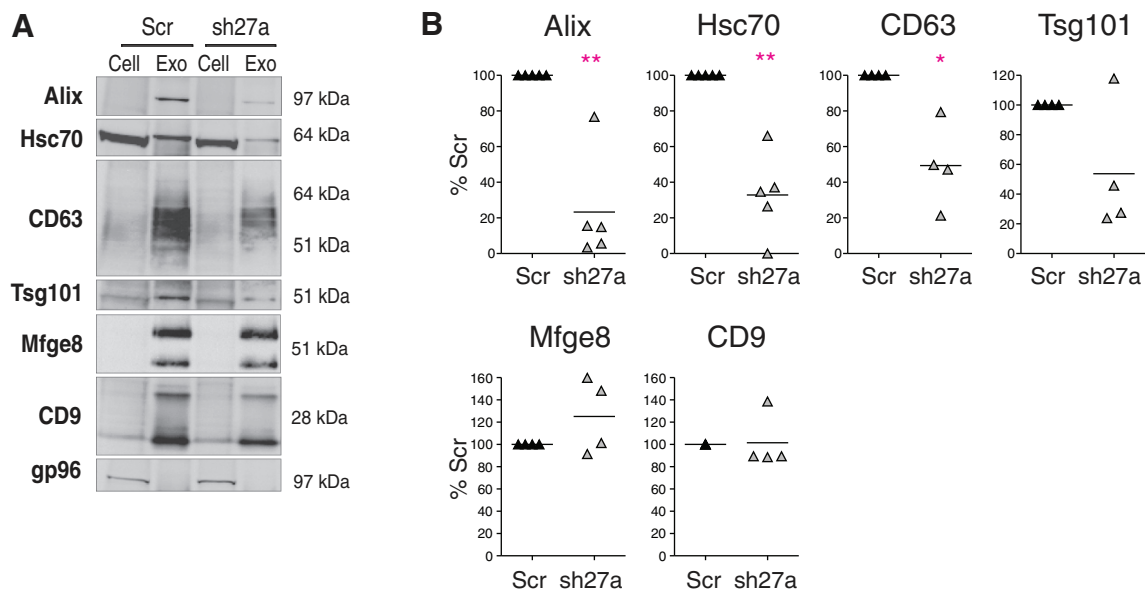 A
Scr sh27a
Cell Exo Cell Exo
Alix 97 kDa
Hsc70 64 kDa
CD63 64 kDa
51 kDa
Tsg101 51 kDa
Mfge8 51 kDa
CD9 28 kDa
gp96 97 kDa
B
Alix Hsc70 CD63 Tsg101
** ** *
% Scr
100 80 60 40 20 0
100 80 60 40 20 0
100 80 60 40 20 0
120 100 80 60 40 20 0
Scr sh27a Scr sh27a Scr sh27a Scr sh27a
Mfge8 CD9
% Scr
160 140 120 100 80 60 40 20 0
160 140 120 100 80 60 40 20 0
Scr sh27a Scr sh27a